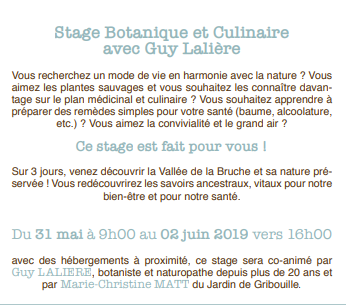 Stage Botanique et Culinaire
avec Guy Lalière
Vous recherchez un mode de vie en harmonie avec la nature ? Vous
aimez les plantes sauvages et vous souhaitez les connaître davan-
tage sur le plan médicinal et culinaire ? Vous souhaitez apprendre à
préparer des remèdes simples pour votre santé (baume, alcoolature,
etc.) ? Vous aimez la convivialité et le grand air ?
Ce stage est fait pour vous !
Sur 3 jours, venez découvrir la Vallée de la Bruche et sa nature pré-
servée ! Vous redécouvrirez les savoirs ancestraux, vitaux pour notre
bien-être et pour notre santé.
Du 31 mai à 9h00 au 02 juin 2019 vers 16h00
avec des hébergements à proximité, ce stage sera co-animé par
Guy LALIERE, botaniste et naturopathe depuis plus de 20 ans et
par Marie-Christine MATT du Jardin de Gribouille.